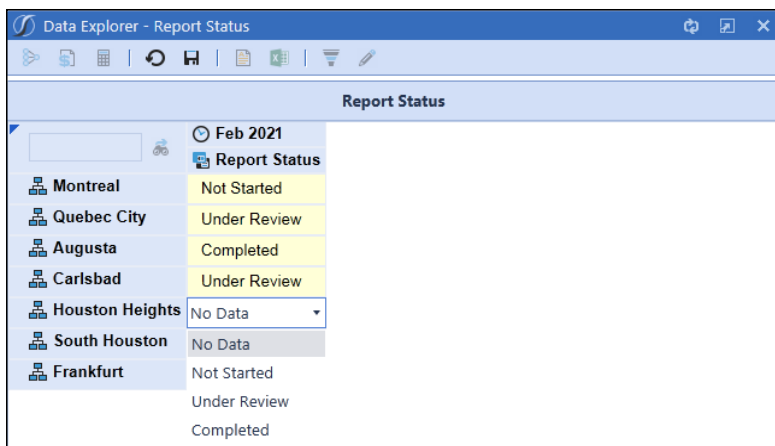 Data Explorer - Report Status
Report Status
Feb 2021
Report Status
Montreal Not Started
Quebec City Under Review
Augusta Completed
Carlsbad Under Review
Houston Heights No Data
South Houston No Data
Frankfurt Not Started
Under Review
Completed